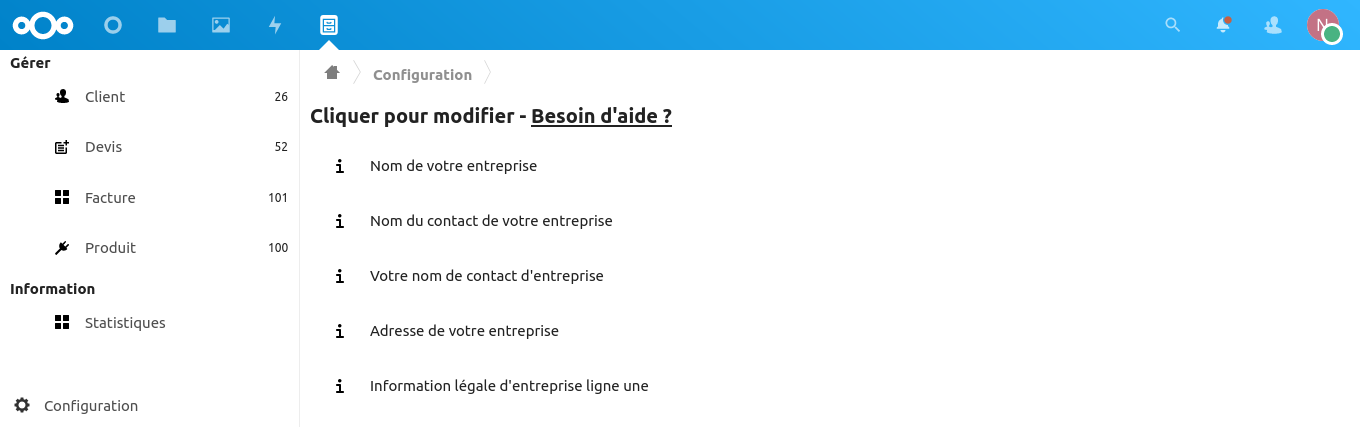 N
Gérer
Client 26
Devis 52
Facture 101
Produit 100
Information
Statistiques
Configuration
Configuration
Cliquer pour modifier - Besoin d'aide ?
Nom de votre entreprise
Nom du contact de votre entreprise
Votre nom de contact d'entreprise
Adresse de votre entreprise
Information légale d'entreprise ligne une